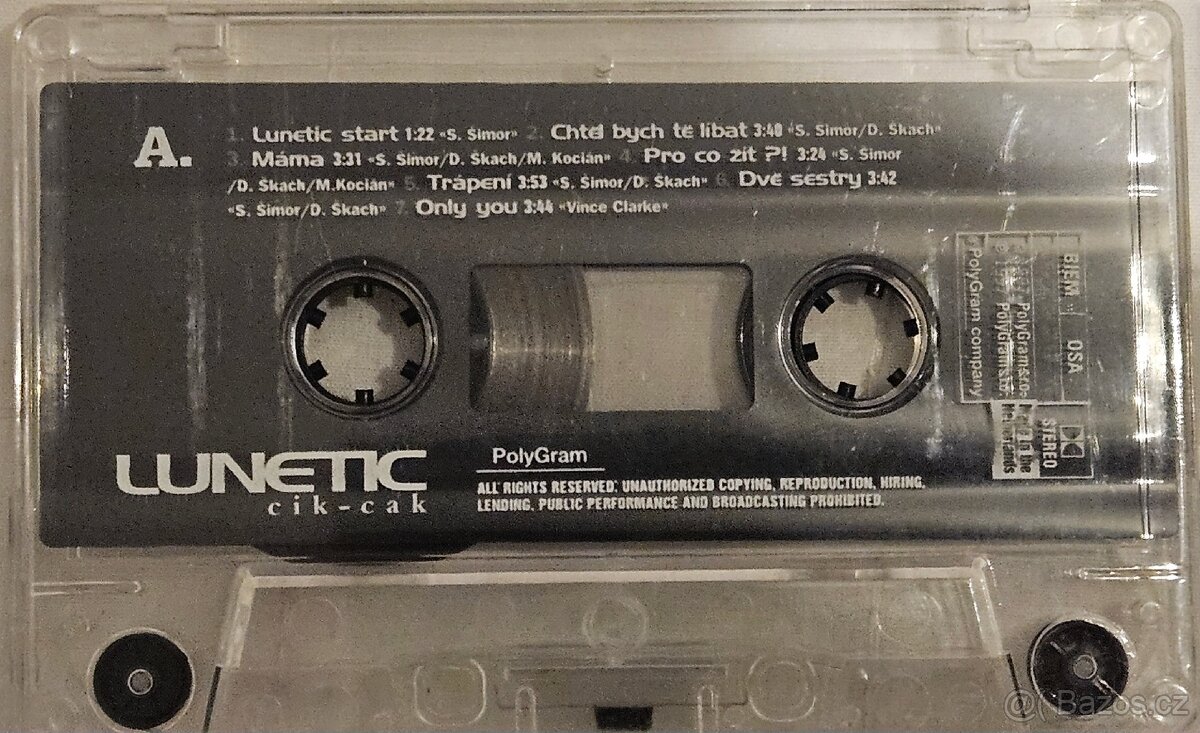 A.
1. Lunetic start 1:22 «S. Šimor» 2. Chtěl bych tě líbat 3:40 «S. Šimor/D. Škach»
3. Máma 3:31 «S. Šimor/D. Škach/M. Kocián» 4. Pro co žít ?! 3:24 «S. Šimor
/D. Škach/M.Kocián» 5. Trápení 3:53 «S. Šimor/D. Škach» 6. Dvě sestry 3:42
«S. Šimor/D. Škach» 7. Only you 3:44 «Vince Clarke»
BIEM OSA
PolyGram company
STEREO
LUNETIC
cik-cak
PolyGram
ALL RIGHTS RESERVED. UNAUTHORIZED COPYING, REPRODUCTION, HIRING,
LENDING, PUBLIC PERFORMANCE AND BROADCASTING PROHIBITED.
Bazos.cz